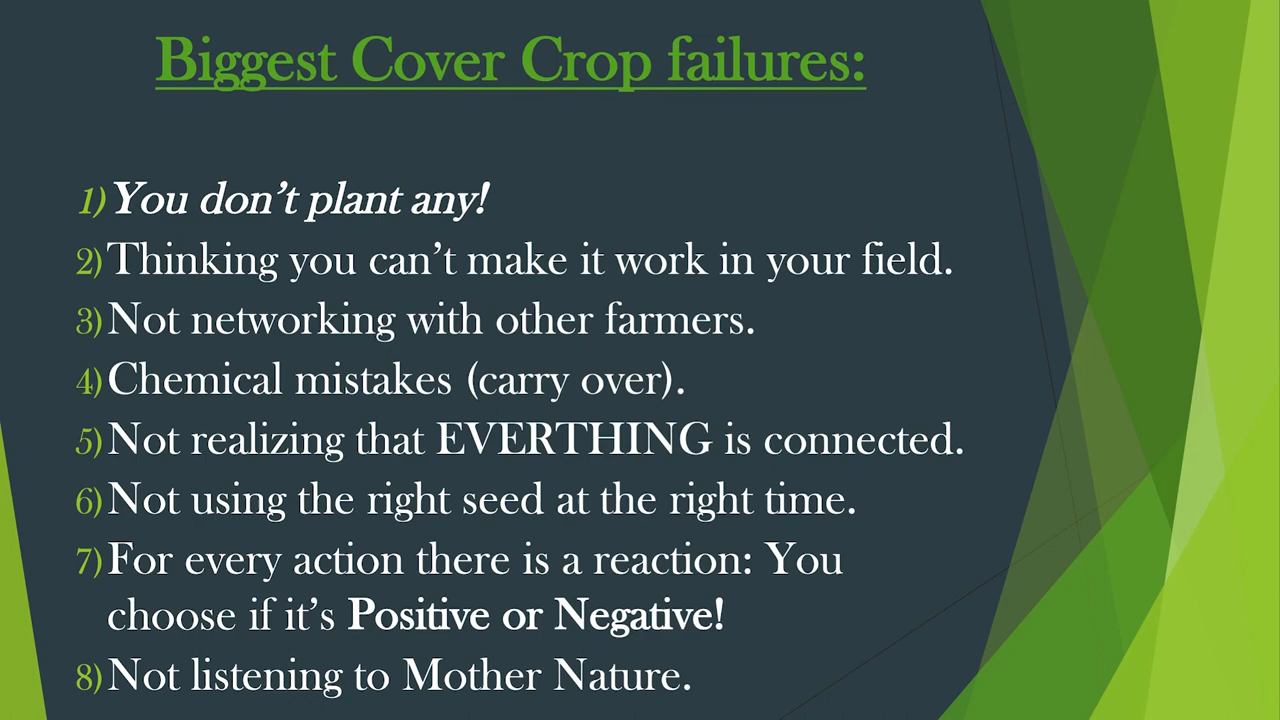 Biggest Cover Crop failures:
1) You don't plant any!
2) Thinking you can't make it work in your field.
3) Not networking with other farmers.
4) Chemical mistakes (carry over).
5) Not realizing that EVERTHING is connected.
6) Not using the right seed at the right time.
7) For every action there is a reaction: You
choose if it's Positive or Negative!
8) Not listening to Mother Nature.